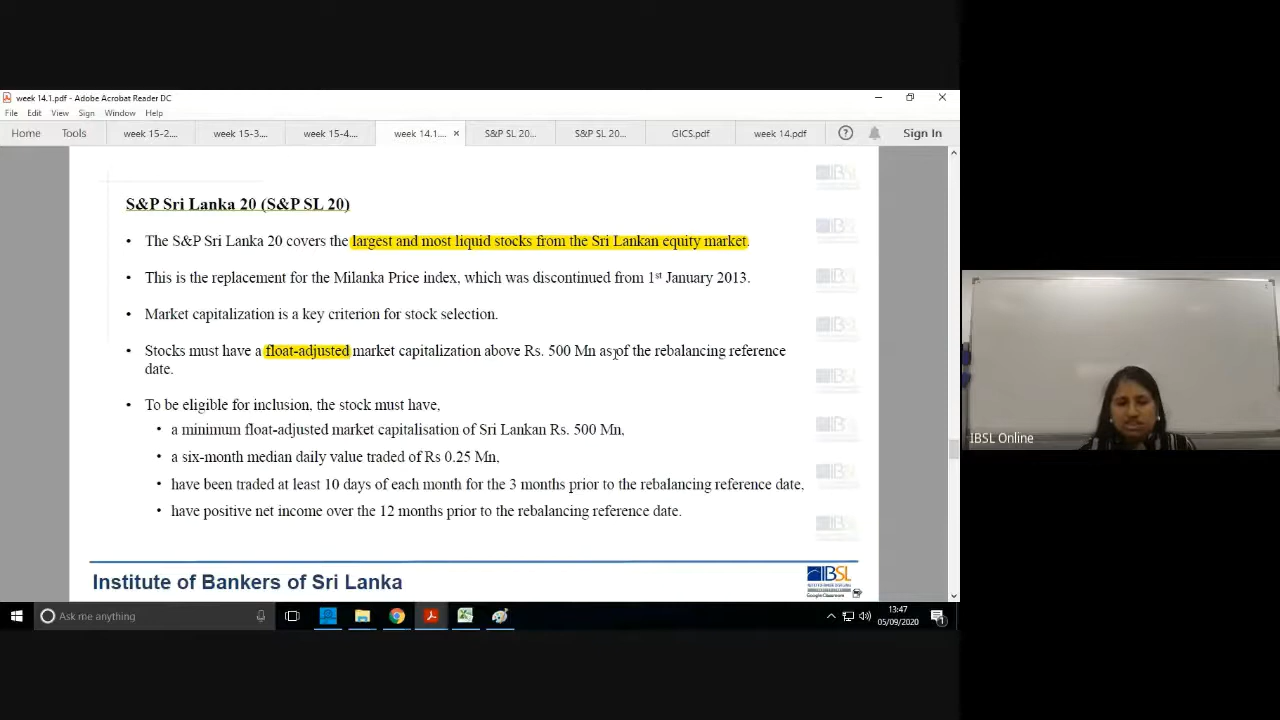 week 14.1.pdf - Adobe Acrobat Reader DC
File Edit View Sign Window Help
Home Tools week 15-2.... week 15-3... week 15-4.... week 14.1.... × S&P SL 20... S&P SL 20... GICS.pdf week 14.pdf ? Sign In
S&P Sri Lanka 20 (S&P SL 20)
• The S&P Sri Lanka 20 covers the largest and most liquid stocks from the Sri Lankan equity market.
• This is the replacement for the Milanka Price index, which was discontinued from 1st January 2013.
• Market capitalization is a key criterion for stock selection.
• Stocks must have a float-adjusted market capitalization above Rs. 500 Mn as of the rebalancing reference
date.
• To be eligible for inclusion, the stock must have,
• a minimum float-adjusted market capitalisation of Sri Lankan Rs. 500 Mn,
• a six-month median daily value traded of Rs 0.25 Mn,
• have been traded at least 10 days of each month for the 3 months prior to the rebalancing reference date,
• have positive net income over the 12 months prior to the rebalancing reference date.
Institute of Bankers of Sri Lanka
IBSL
Google Classroom
Ask me anything
13:47
05/09/2020
IBSL Online